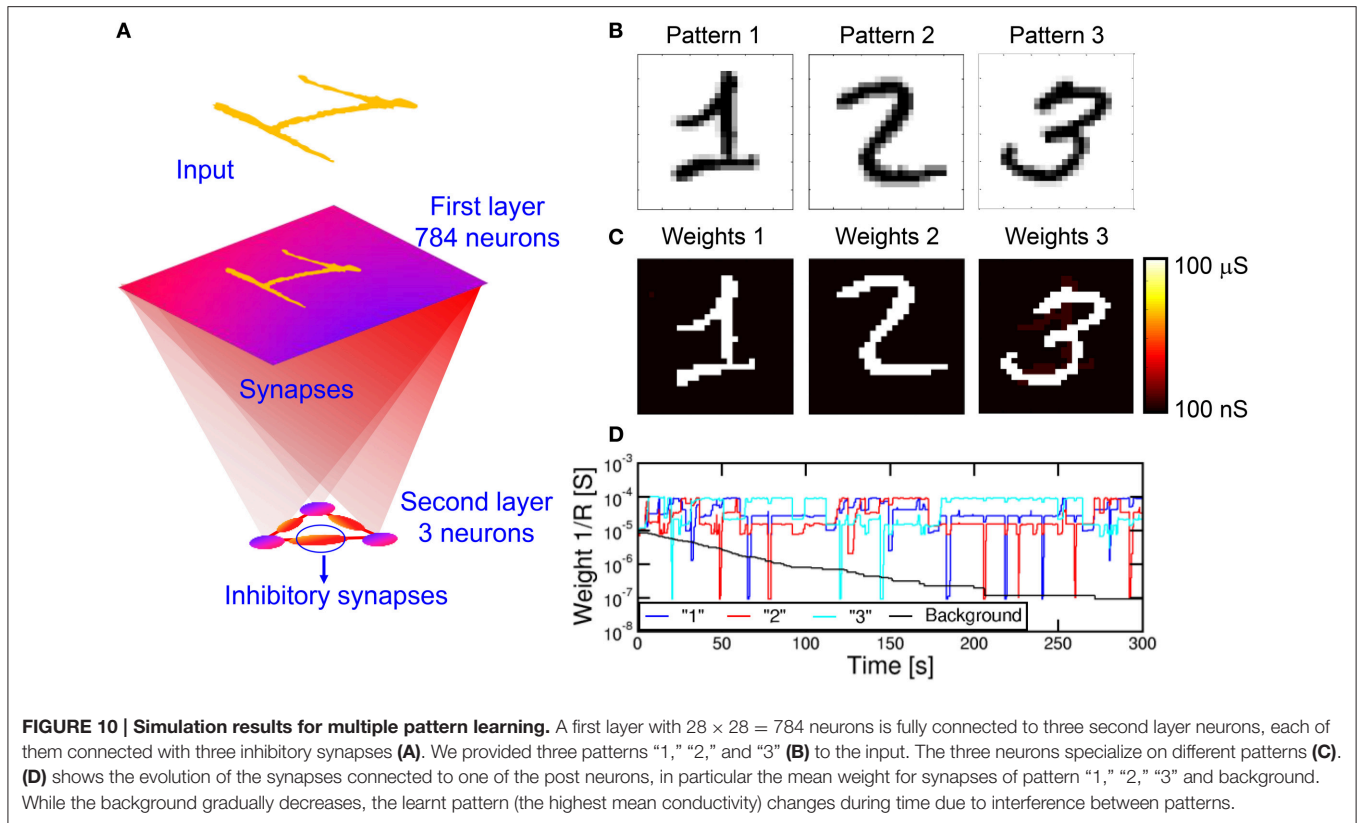 A
Input
First layer
784 neurons
Synapses
Second layer
3 neurons
Inhibitory synapses
B
Pattern 1 Pattern 2 Pattern 3
1 2 3
C
Weights 1 Weights 2 Weights 3
1 2 3
100 µS
100 nS
D
Weight 1/R [S]
10⁻³
10⁻⁴
10⁻⁵
10⁻⁶
10⁻⁷
10⁻⁸
"1" "2" "3" Background
0 50 100 150 200 250 300
Time [s]
FIGURE 10 | Simulation results for multiple pattern learning. A first layer with 28 × 28 = 784 neurons is fully connected to three second layer neurons, each of
them connected with three inhibitory synapses (A). We provided three patterns “1,” “2,” and “3” (B) to the input. The three neurons specialize on different patterns (C).
(D) shows the evolution of the synapses connected to one of the post neurons, in particular the mean weight for synapses of pattern “1,” “2,” “3” and background.
While the background gradually decreases, the learnt pattern (the highest mean conductivity) changes during time due to interference between patterns.